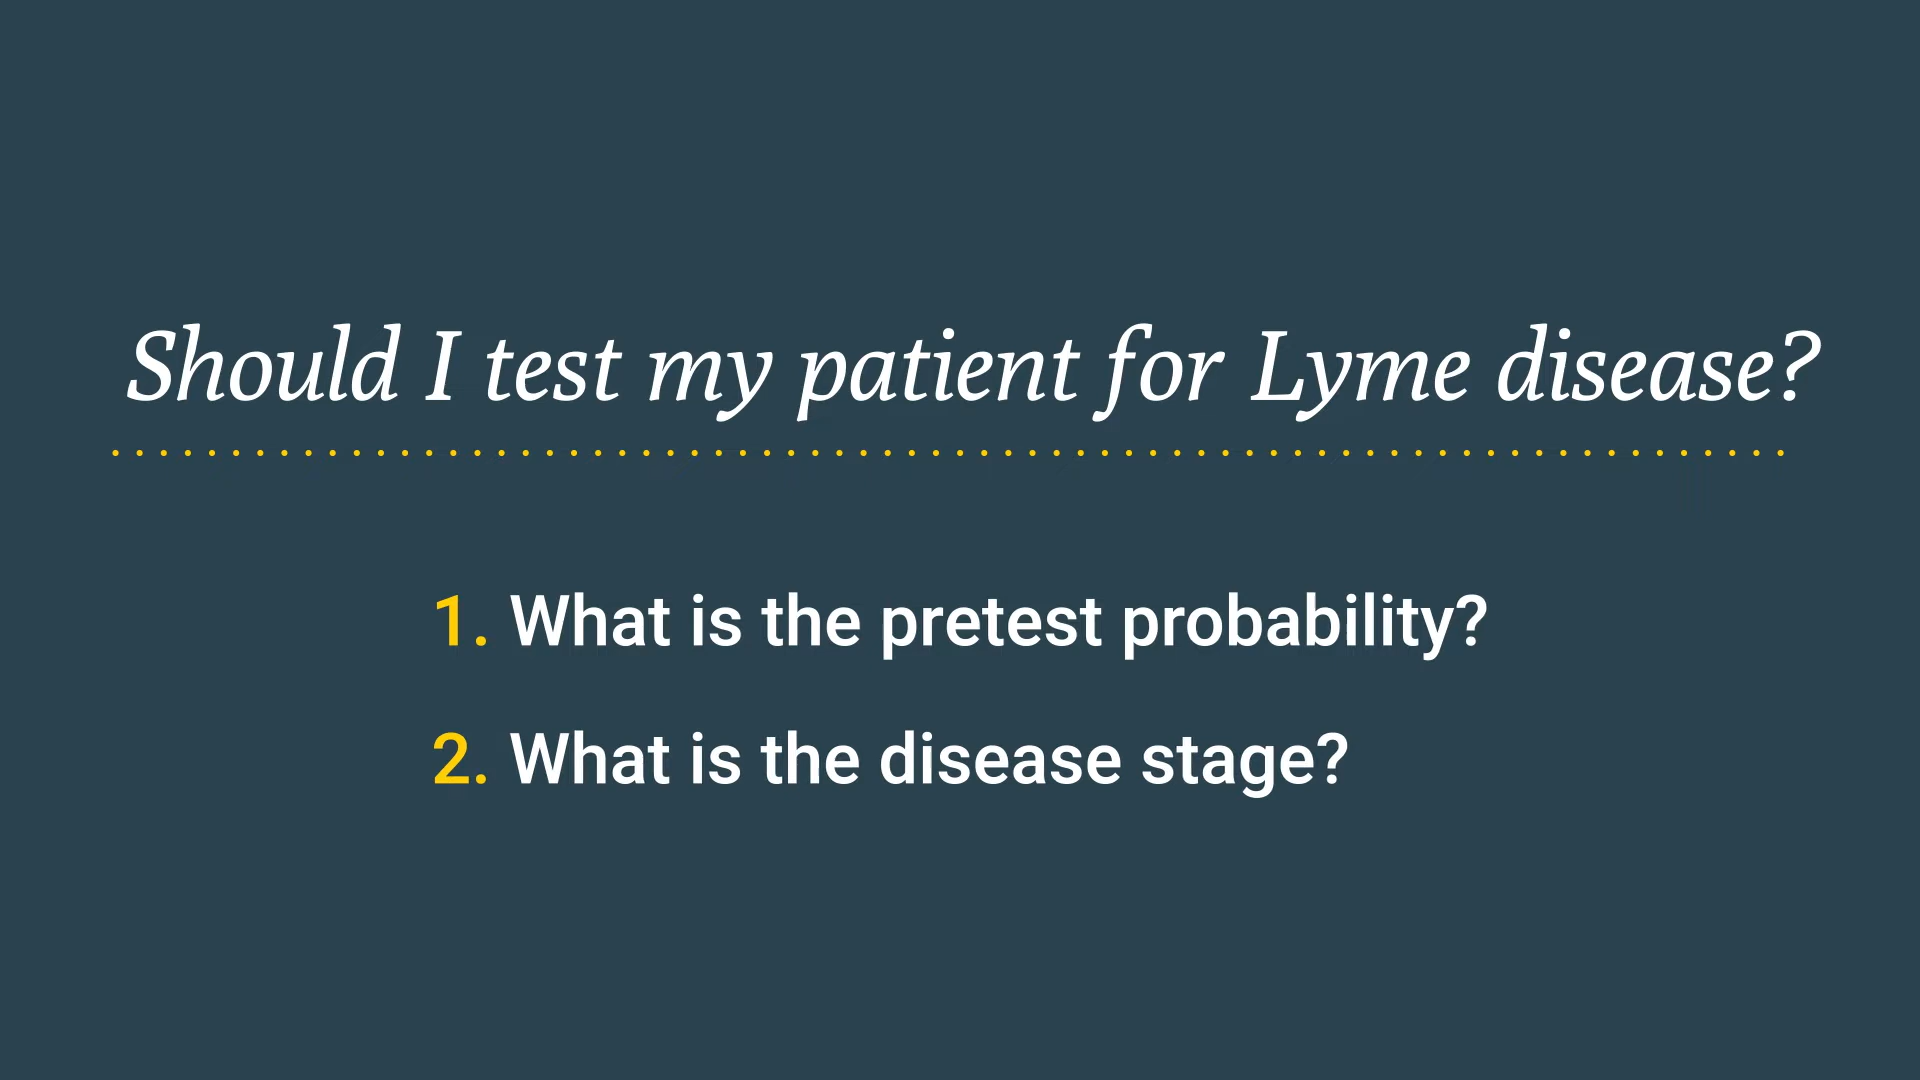 Should I test my patient for Lyme disease?
1. What is the pretest probability?
2. What is the disease stage?